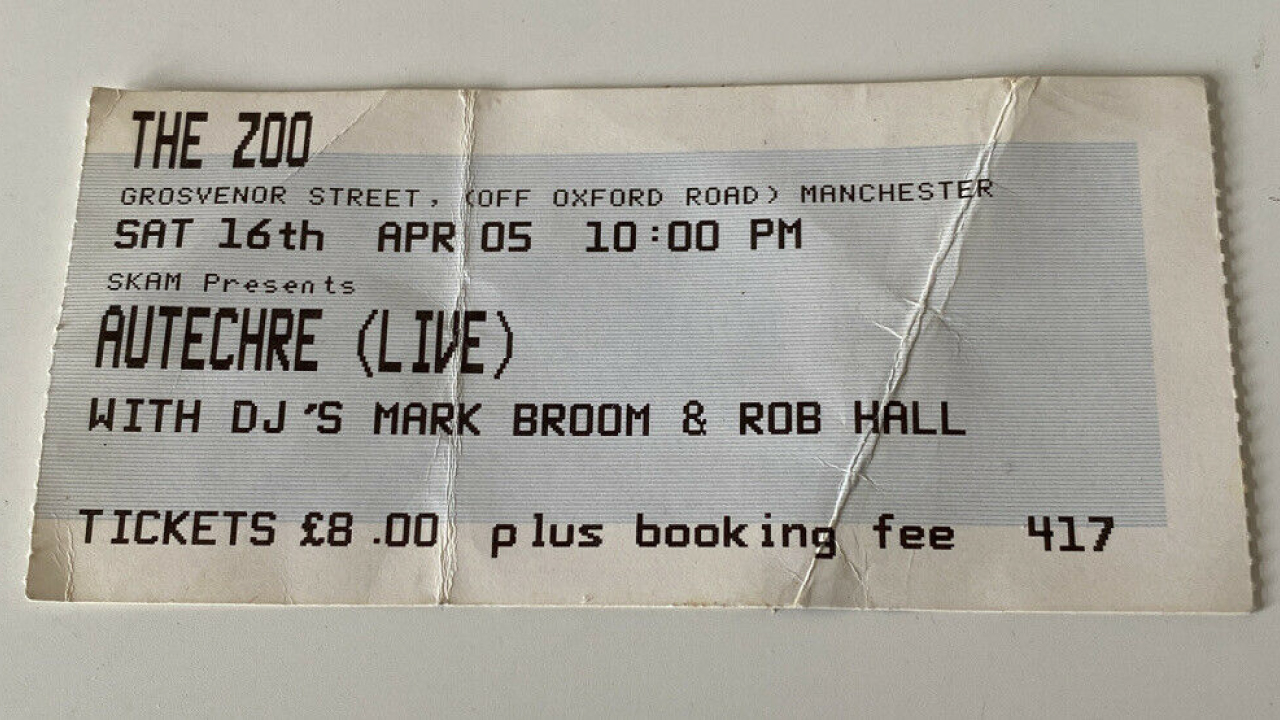 THE ZOO
GROSVENOR STREET, (OFF OXFORD ROAD) MANCHESTER
SAT 16th APR 05 10:00 PM
SKAM Presents
AUTECHRE (LIVE)
WITH DJ'S MARK BROOM & ROB HALL
TICKETS £8.00 plus booking fee 417